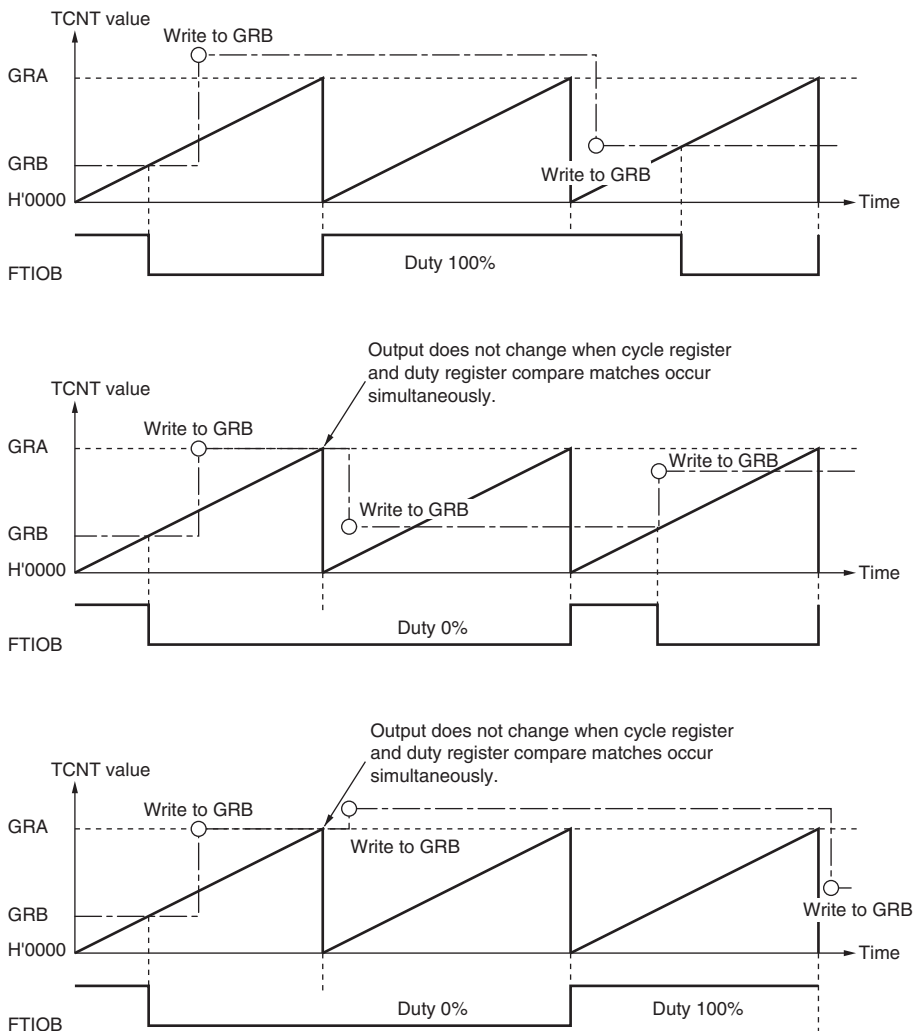 TCNT value
Write to GRB
GRA
GRB
Write to GRB
H'0000
Time
Duty 100%
FTIOB
Output does not change when cycle register
and duty register compare matches occur
simultaneously.
TCNT value
Write to GRB
GRA
Write to GRB
Write to GRB
GRB
H'0000
Time
Duty 0%
FTIOB
Output does not change when cycle register
and duty register compare matches occur
simultaneously.
TCNT value
Write to GRB
GRA
Write to GRB
GRB
Write to GRB
H'0000
Time
Duty 0%
Duty 100%
FTIOB